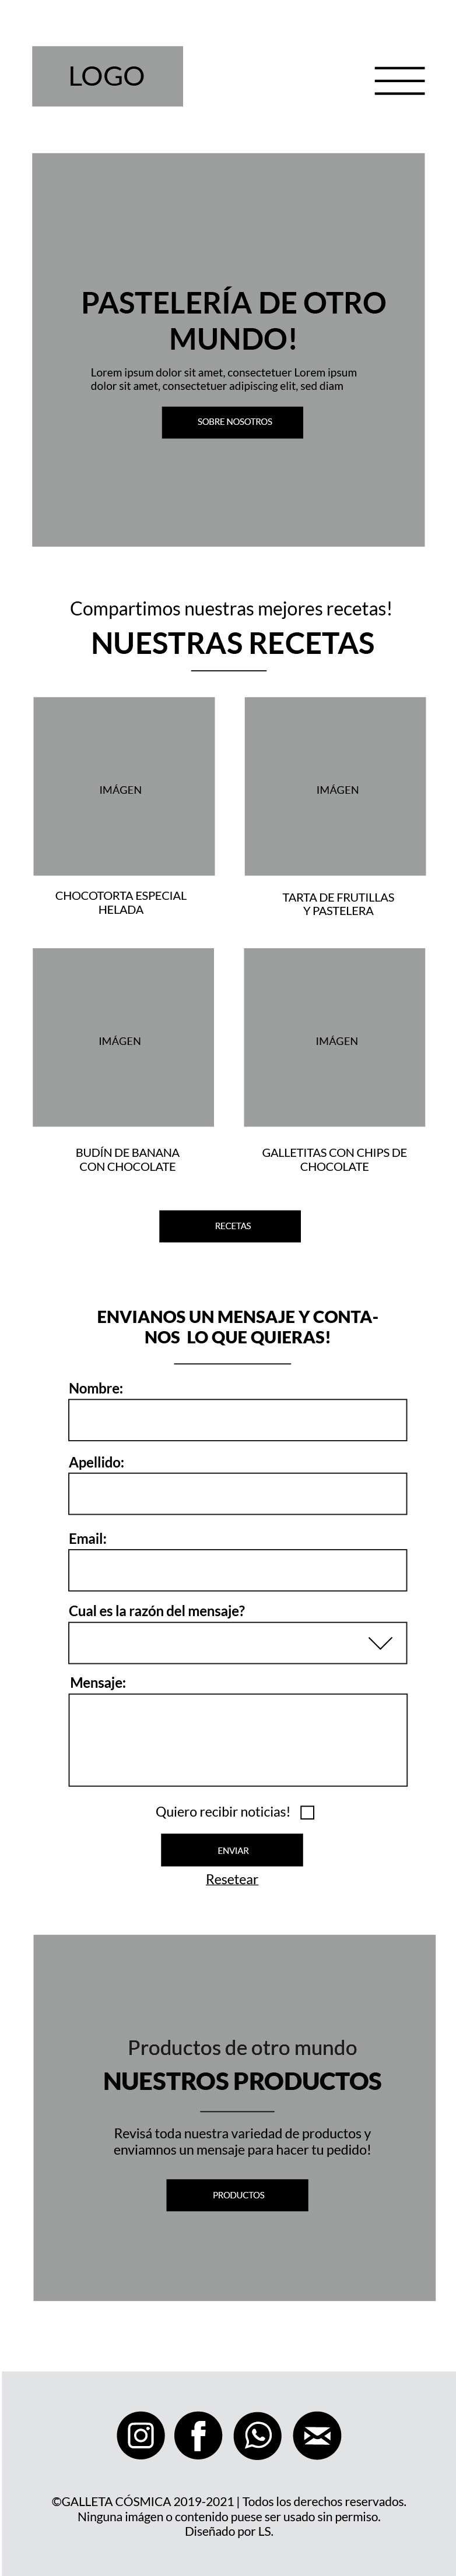 LOGO
PASTELERÍA DE OTRO
MUNDO!
Lorem ipsum dolor sit amet, consectetuer Lorem ipsum
dolor sit amet, consectetuer adipiscing elit, sed diam
SOBRE NOSOTROS
Compartimos nuestras mejores recetas!
NUESTRAS RECETAS
IMÁGEN
IMÁGEN
CHOCOTORTA ESPECIAL
HELADA
TARTA DE FRUTILLAS
Y PASTELERA
IMÁGEN
IMÁGEN
BUDÍN DE BANANA
CON CHOCOLATE
GALLETITAS CON CHIPS DE
CHOCOLATE
RECETAS
ENVIANOS UN MENSAJE Y CONTA-
NOS LO QUE QUIERAS!
Nombre:
Apellido:
Email:
Cual es la razón del mensaje?
Mensaje:
Quiero recibir noticias!
ENVIAR
Resetear
Productos de otro mundo
NUESTROS PRODUCTOS
Revisá toda nuestra variedad de productos y
enviamnos un mensaje para hacer tu pedido!
PRODUCTOS
©GALLETA CÓSMICA 2019-2021 | Todos los derechos reservados.
Ninguna imágen o contenido puese ser usado sin permiso.
Diseñado por LS.